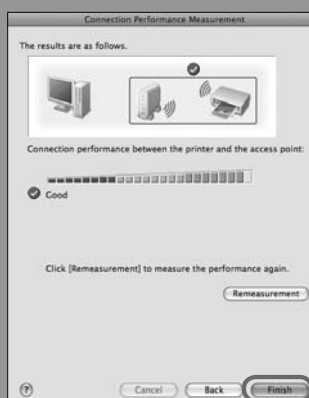 Connection Performance Measurement
The results are as follows.
Connection performance between the printer and the access point:
Good
Click [Remeasurement] to measure the performance again.
Remeasurement
?
Cancel
Back
Finish